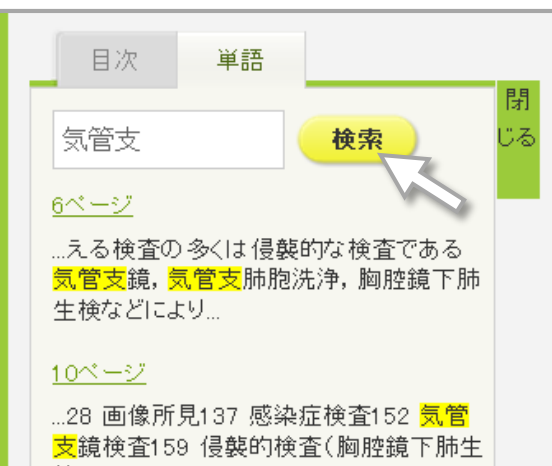 目次
単語
閉
じる
気管支
検索
6ページ
...える検査の多くは侵襲的な検査である
気管支鏡，気管支肺胞洗浄，胸腔鏡下肺
生検などにより...
10ページ
...28 画像所見137 感染症検査152 気管
支鏡検査159 侵襲的検査（胸腔鏡下肺生